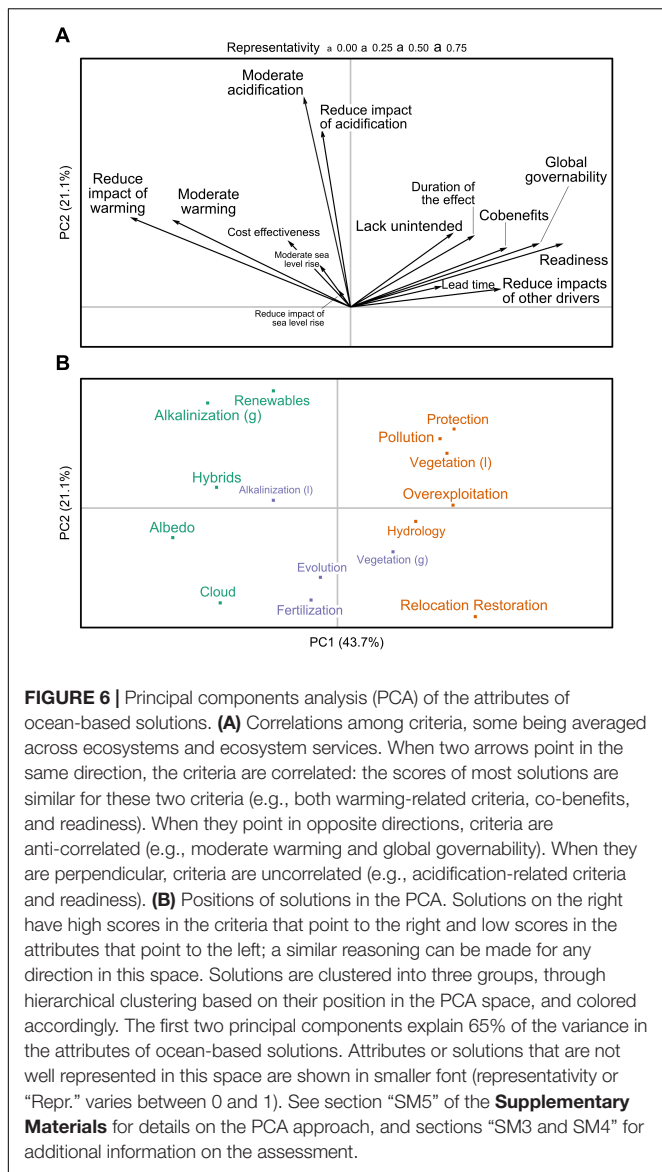 A
Representativity a 0.00 a 0.25 a 0.50 a 0.75
Moderate
acidification
Reduce impact
of acidification
Global
governability
Reduce
impact of
warming
Moderate
warming
Duration of
the effect
Cobenefits
Lack unintended
Cost effectiveness
Moderate sea
level rise
Readiness
Lead time
Reduce impacts
of other drivers
Reduce impact of
sea level rise
PC2 (21.1%)
B
Renewables
Alkalinization (g)
Protection
Pollution
Vegetation (l)
Hybrids
Alkalinization (l)
Overexploitation
Albedo
Hydrology
Vegetation (g)
Evolution
Cloud
Fertilization
Relocation Restoration
PC2 (21.1%)
PC1 (43.7%)
FIGURE 6 | Principal components analysis (PCA) of the attributes of
ocean-based solutions. (A) Correlations among criteria, some being averaged
across ecosystems and ecosystem services. When two arrows point in the
same direction, the criteria are correlated: the scores of most solutions are
similar for these two criteria (e.g., both warming-related criteria, co-benefits,
and readiness). When they point in opposite directions, criteria are
anti-correlated (e.g., moderate warming and global governability). When they
are perpendicular, criteria are uncorrelated (e.g., acidification-related criteria
and readiness). (B) Positions of solutions in the PCA. Solutions on the right
have high scores in the criteria that point to the right and low scores in the
attributes that point to the left; a similar reasoning can be made for any
direction in this space. Solutions are clustered into three groups, through
hierarchical clustering based on their position in the PCA space, and colored
accordingly. The first two principal components explain 65% of the variance in
the attributes of ocean-based solutions. Attributes or solutions that are not
well represented in this space are shown in smaller font (representativity or
“Repr.” varies between 0 and 1). See section “SM5” of the Supplementary
Materials for details on the PCA approach, and sections “SM3 and SM4” for
additional information on the assessment.